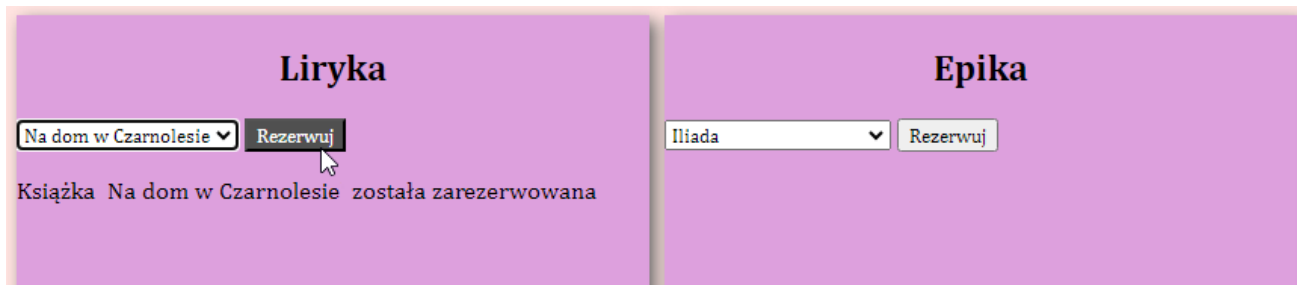 Liryka
Na dom w Czarnolesie Rezerwuj
Książka Na dom w Czarnolesie została zarezerwowana
Epika
Iliada Rezerwuj